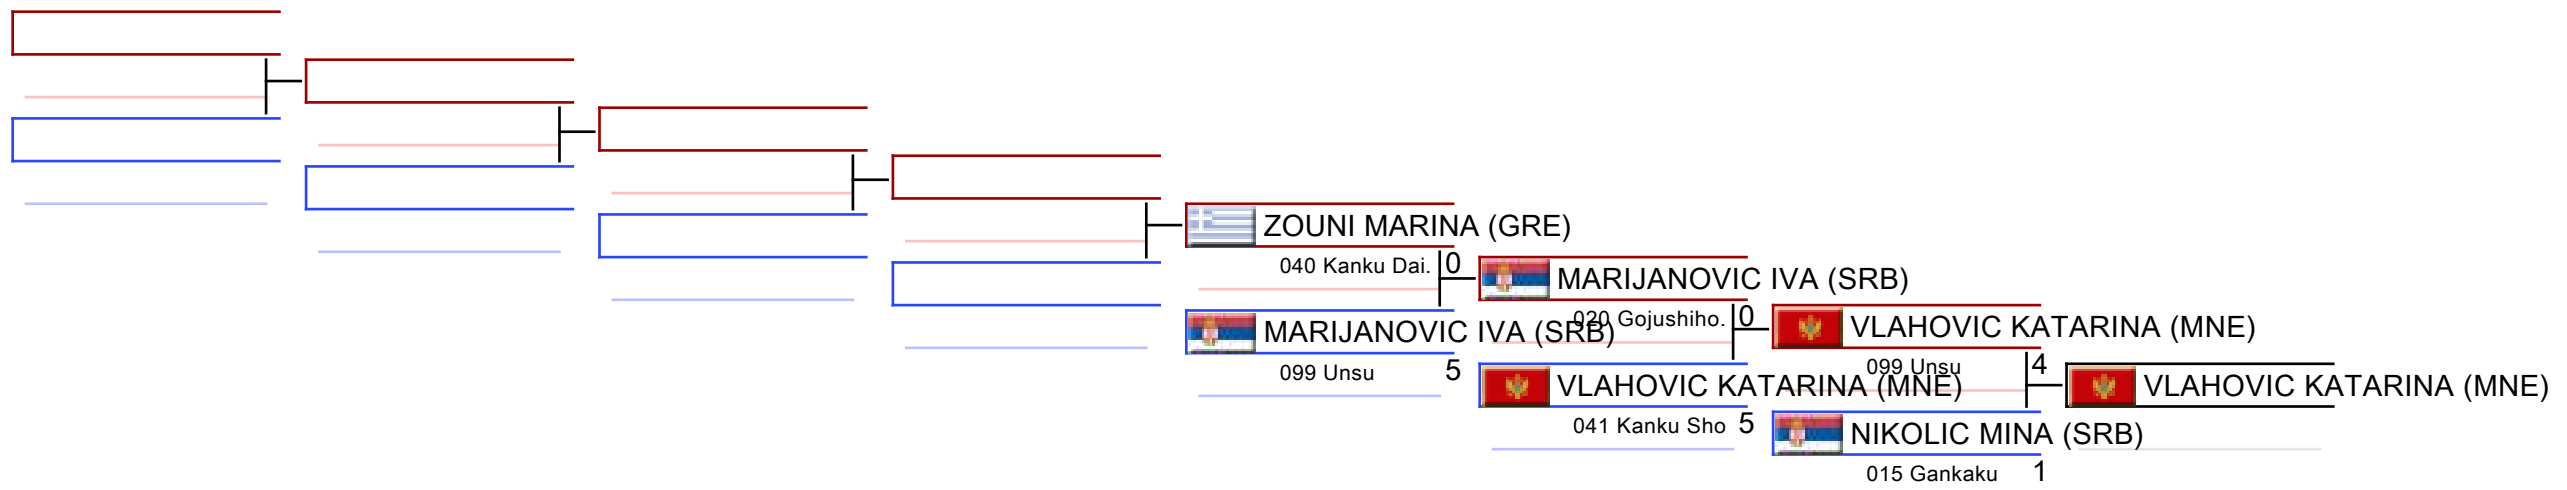 ZOUNI MARINA (GRE)
040 Kanku Dai. 0
MARIJANOVIC IVA (SRB)
099 Unsu 5
MARIJANOVIC IVA (SRB)
020 Gojushiho. 0
VLAHOVIC KATARINA (MNE)
041 Kanku Sho 5
VLAHOVIC KATARINA (MNE)
099 Unsu 4
NIKOLIC MINA (SRB)
015 Gankaku 1
VLAHOVIC KATARINA (MNE)